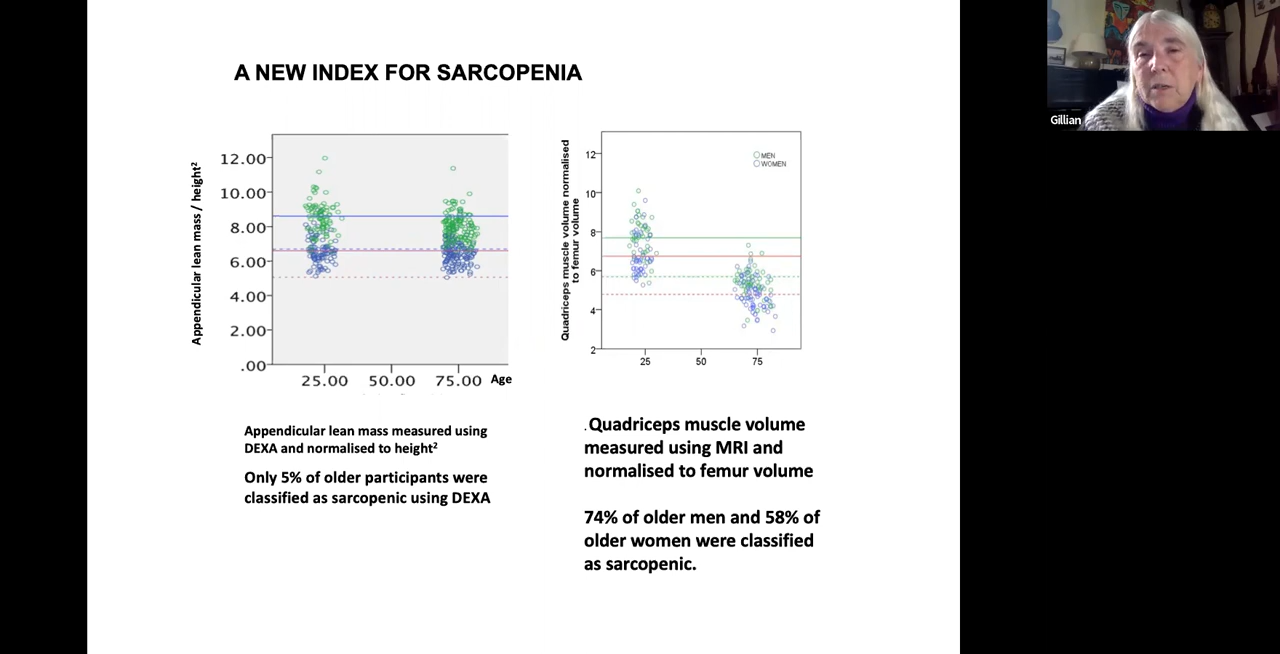 A NEW INDEX FOR SARCOPENIA
Appendicular lean mass / height²
12.00
10.00
8.00
6.00
4.00
2.00
.00
25.00
50.00
75.00
Age
Quadriceps muscle volume normalised
to femur volume
12
10
8
6
4
2
25
50
75
MEN
WOMEN
Appendicular lean mass measured using
DEXA and normalised to height²
Only 5% of older participants were
classified as sarcopenic using DEXA
.Quadriceps muscle volume
measured using MRI and
normalised to femur volume
74% of older men and 58% of
older women were classified
as sarcopenic.
Gillian